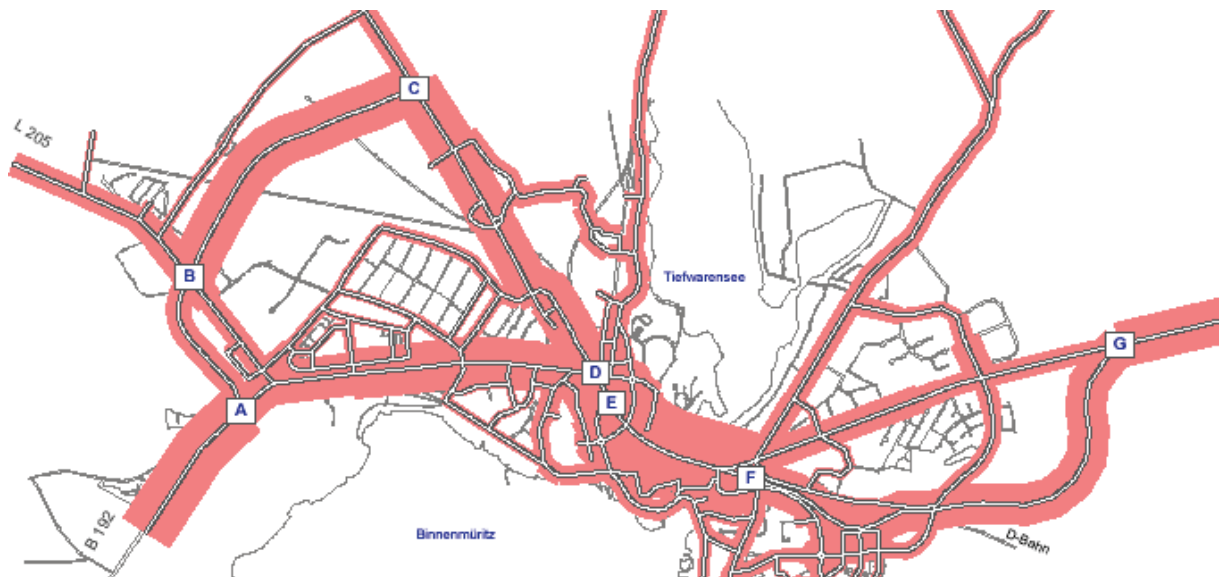 C
L 205
B
Tiefwarensee
G
D
E
A
F
B 192
Binnenmüritz
D-Bahn